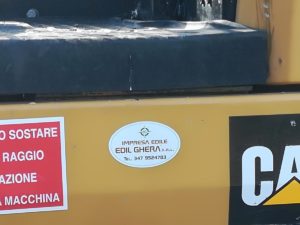 O SOSTARE
RAGGIO
AZIONE
A MACCHINA
IMPRESA EDILE
EDIL GHERA s.r.l.
Tel. 347 9524783
CA